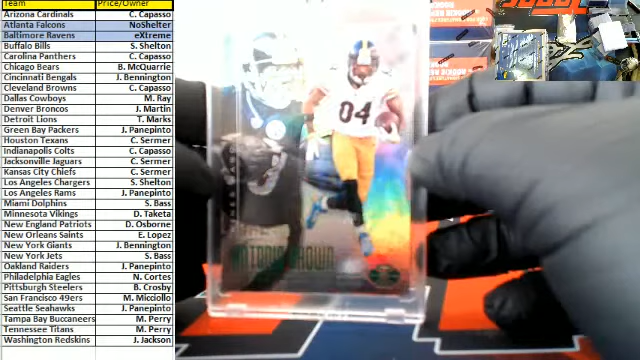 Team Price/Owner
Arizona Cardinals C. Capasso
Atlanta Falcons NoShelter
Baltimore Ravens eXtreme
Buffalo Bills S. Shelton
Carolina Panthers C. Capasso
Chicago Bears B. McQuarrie
Cincinnati Bengals J. Bennington
Cleveland Browns C. Capasso
Dallas Cowboys M. Ray
Denver Broncos J. Martin
Detroit Lions T. Marks
Green Bay Packers J. Panepinto
Houston Texans C. Sermer
Indianapolis Colts C. Capasso
Jacksonville Jaguars C. Sermer
Kansas City Chiefs C. Sermer
Los Angeles Chargers S. Shelton
Los Angeles Rams J. Panepinto
Miami Dolphins S. Bass
Minnesota Vikings D. Taketa
New England Patriots D. Osborne
New Orleans Saints E. Lopez
New York Giants J. Bennington
New York Jets S. Bass
Oakland Raiders J. Panepinto
Philadelphia Eagles N. Cortes
Pittsburgh Steelers B. Crosby
San Francisco 49ers M. Micciollo
Seattle Seahawks J. Panepinto
Tampa Bay Buccaneers M. Perry
Tennessee Titans M. Perry
Washington Redskins J. Jackson
04
ANTONIO BROWN